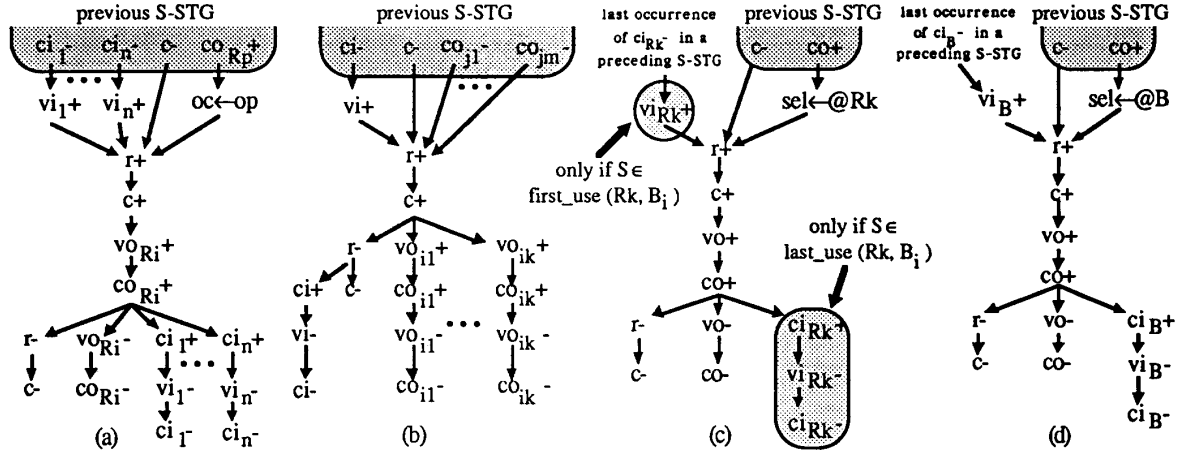 previous S-STG
ci1- cin- c- coRp+
vi1+ vin+ oc←op
r+
c+
voRi+
coRi+
r- voRi- ci1+ cin+
c- coRi- vi1- vin-
ci1- cin-
(a)
previous S-STG
ci- c- coj1- cojm-
vi+
r+
c+
r- voi1+ voik+
ci+ c- coi1+ coik+
vi- voi1- voik-
ci- coi1- coik-
(b)
last occurrence
of ciRk- in a
preceding S-STG
previous S-STG
c- co+
viRk+ sel←@Rk
r+
only if S∈
first_use (Rk, Bi)
c+
vo+
co+
only if S∈
last_use (Rk, Bi)
r- vo- ciRk+
c- co- viRk-
ciRk-
(c)
last occurrence
of ciB- in a
preceding S-STG
previous S-STG
c- co+
viB+ sel←@B
r+
c+
vo+
co+
r- vo- ciB+
c- co- viB-
ciB-
(d)